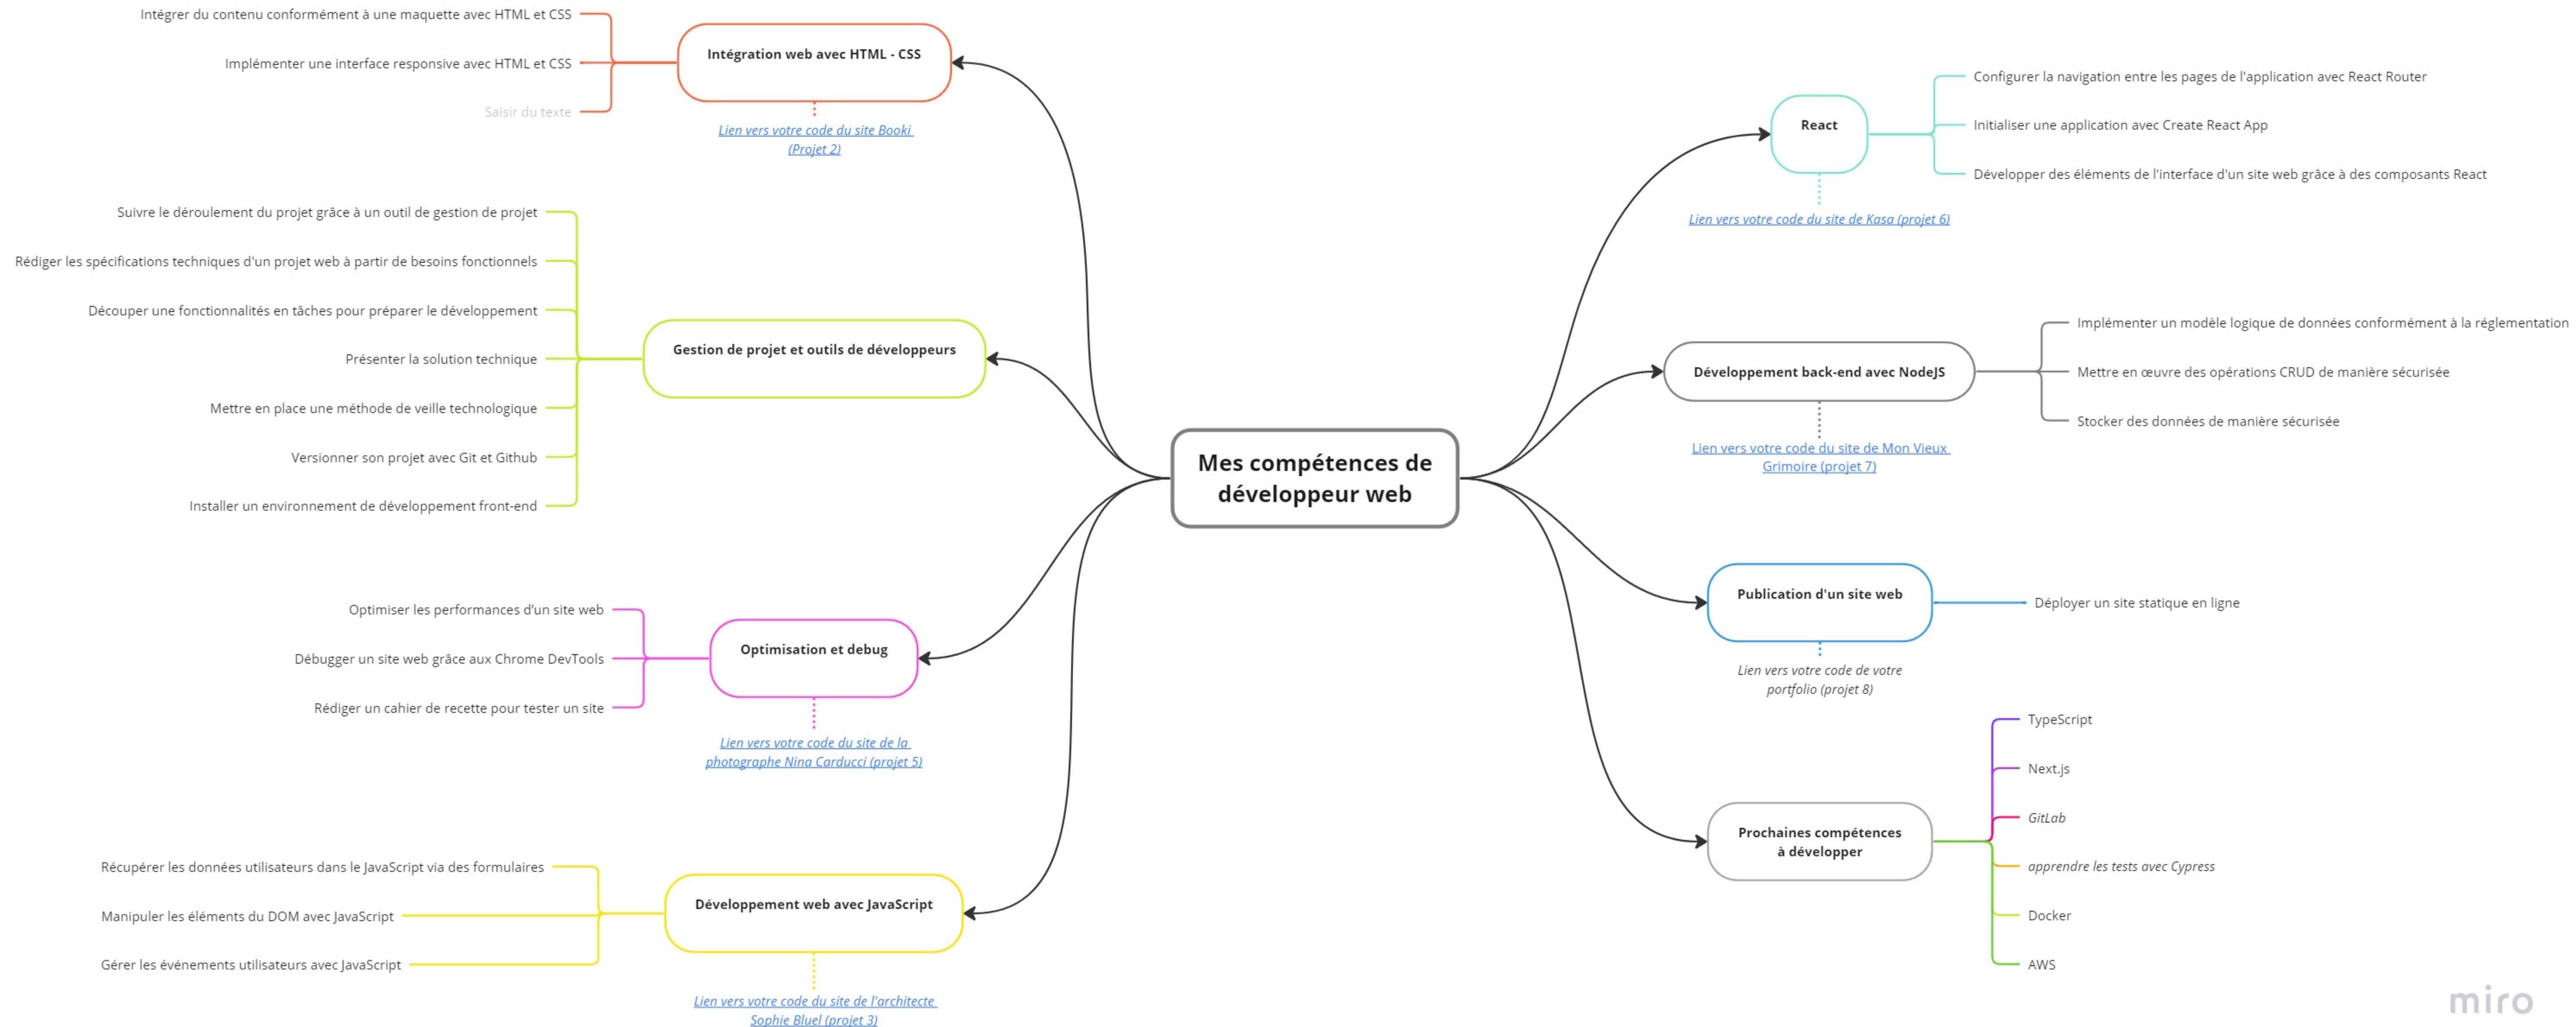 Intégrer du contenu conformément à une maquette avec HTML et CSS
Implémenter une interface responsive avec HTML et CSS
Saisir du texte
Intégration web avec HTML - CSS
Lien vers votre code du site Booki
(Projet 2)
Suivre le déroulement du projet grâce à un outil de gestion de projet
Rédiger les spécifications techniques d'un projet web à partir de besoins fonctionnels
Découper une fonctionnalités en tâches pour préparer le développement
Présenter la solution technique
Mettre en place une méthode de veille technologique
Versionner son projet avec Git et Github
Installer un environnement de développement front-end
Gestion de projet et outils de développeurs
Optimiser les performances d'un site web
Débugger un site web grâce aux Chrome DevTools
Rédiger un cahier de recette pour tester un site
Optimisation et debug
Lien vers votre code du site de la
photographe Nina Carducci (projet 5)
Récupérer les données utilisateurs dans le JavaScript via des formulaires
Manipuler les éléments du DOM avec JavaScript
Gérer les événements utilisateurs avec JavaScript
Développement web avec JavaScript
Lien vers votre code du site de l'architecte
Sophie Bluel (projet 3)
Mes compétences de
développeur web
React
Lien vers votre code du site de Kasa (projet 6)
Configurer la navigation entre les pages de l'application avec React Router
Initialiser une application avec Create React App
Développer des éléments de l'interface d'un site web grâce à des composants React
Développement back-end avec NodeJS
Lien vers votre code du site de Mon Vieux
Grimoire (projet 7)
Implémenter un modèle logique de données conformément à la réglementation
Mettre en œuvre des opérations CRUD de manière sécurisée
Stocker des données de manière sécurisée
Publication d'un site web
Lien vers votre code de votre
portfolio (projet 8)
Déployer un site statique en ligne
Prochaines compétences
à développer
TypeScript
Next.js
GitLab
apprendre les tests avec Cypress
Docker
AWS
miro